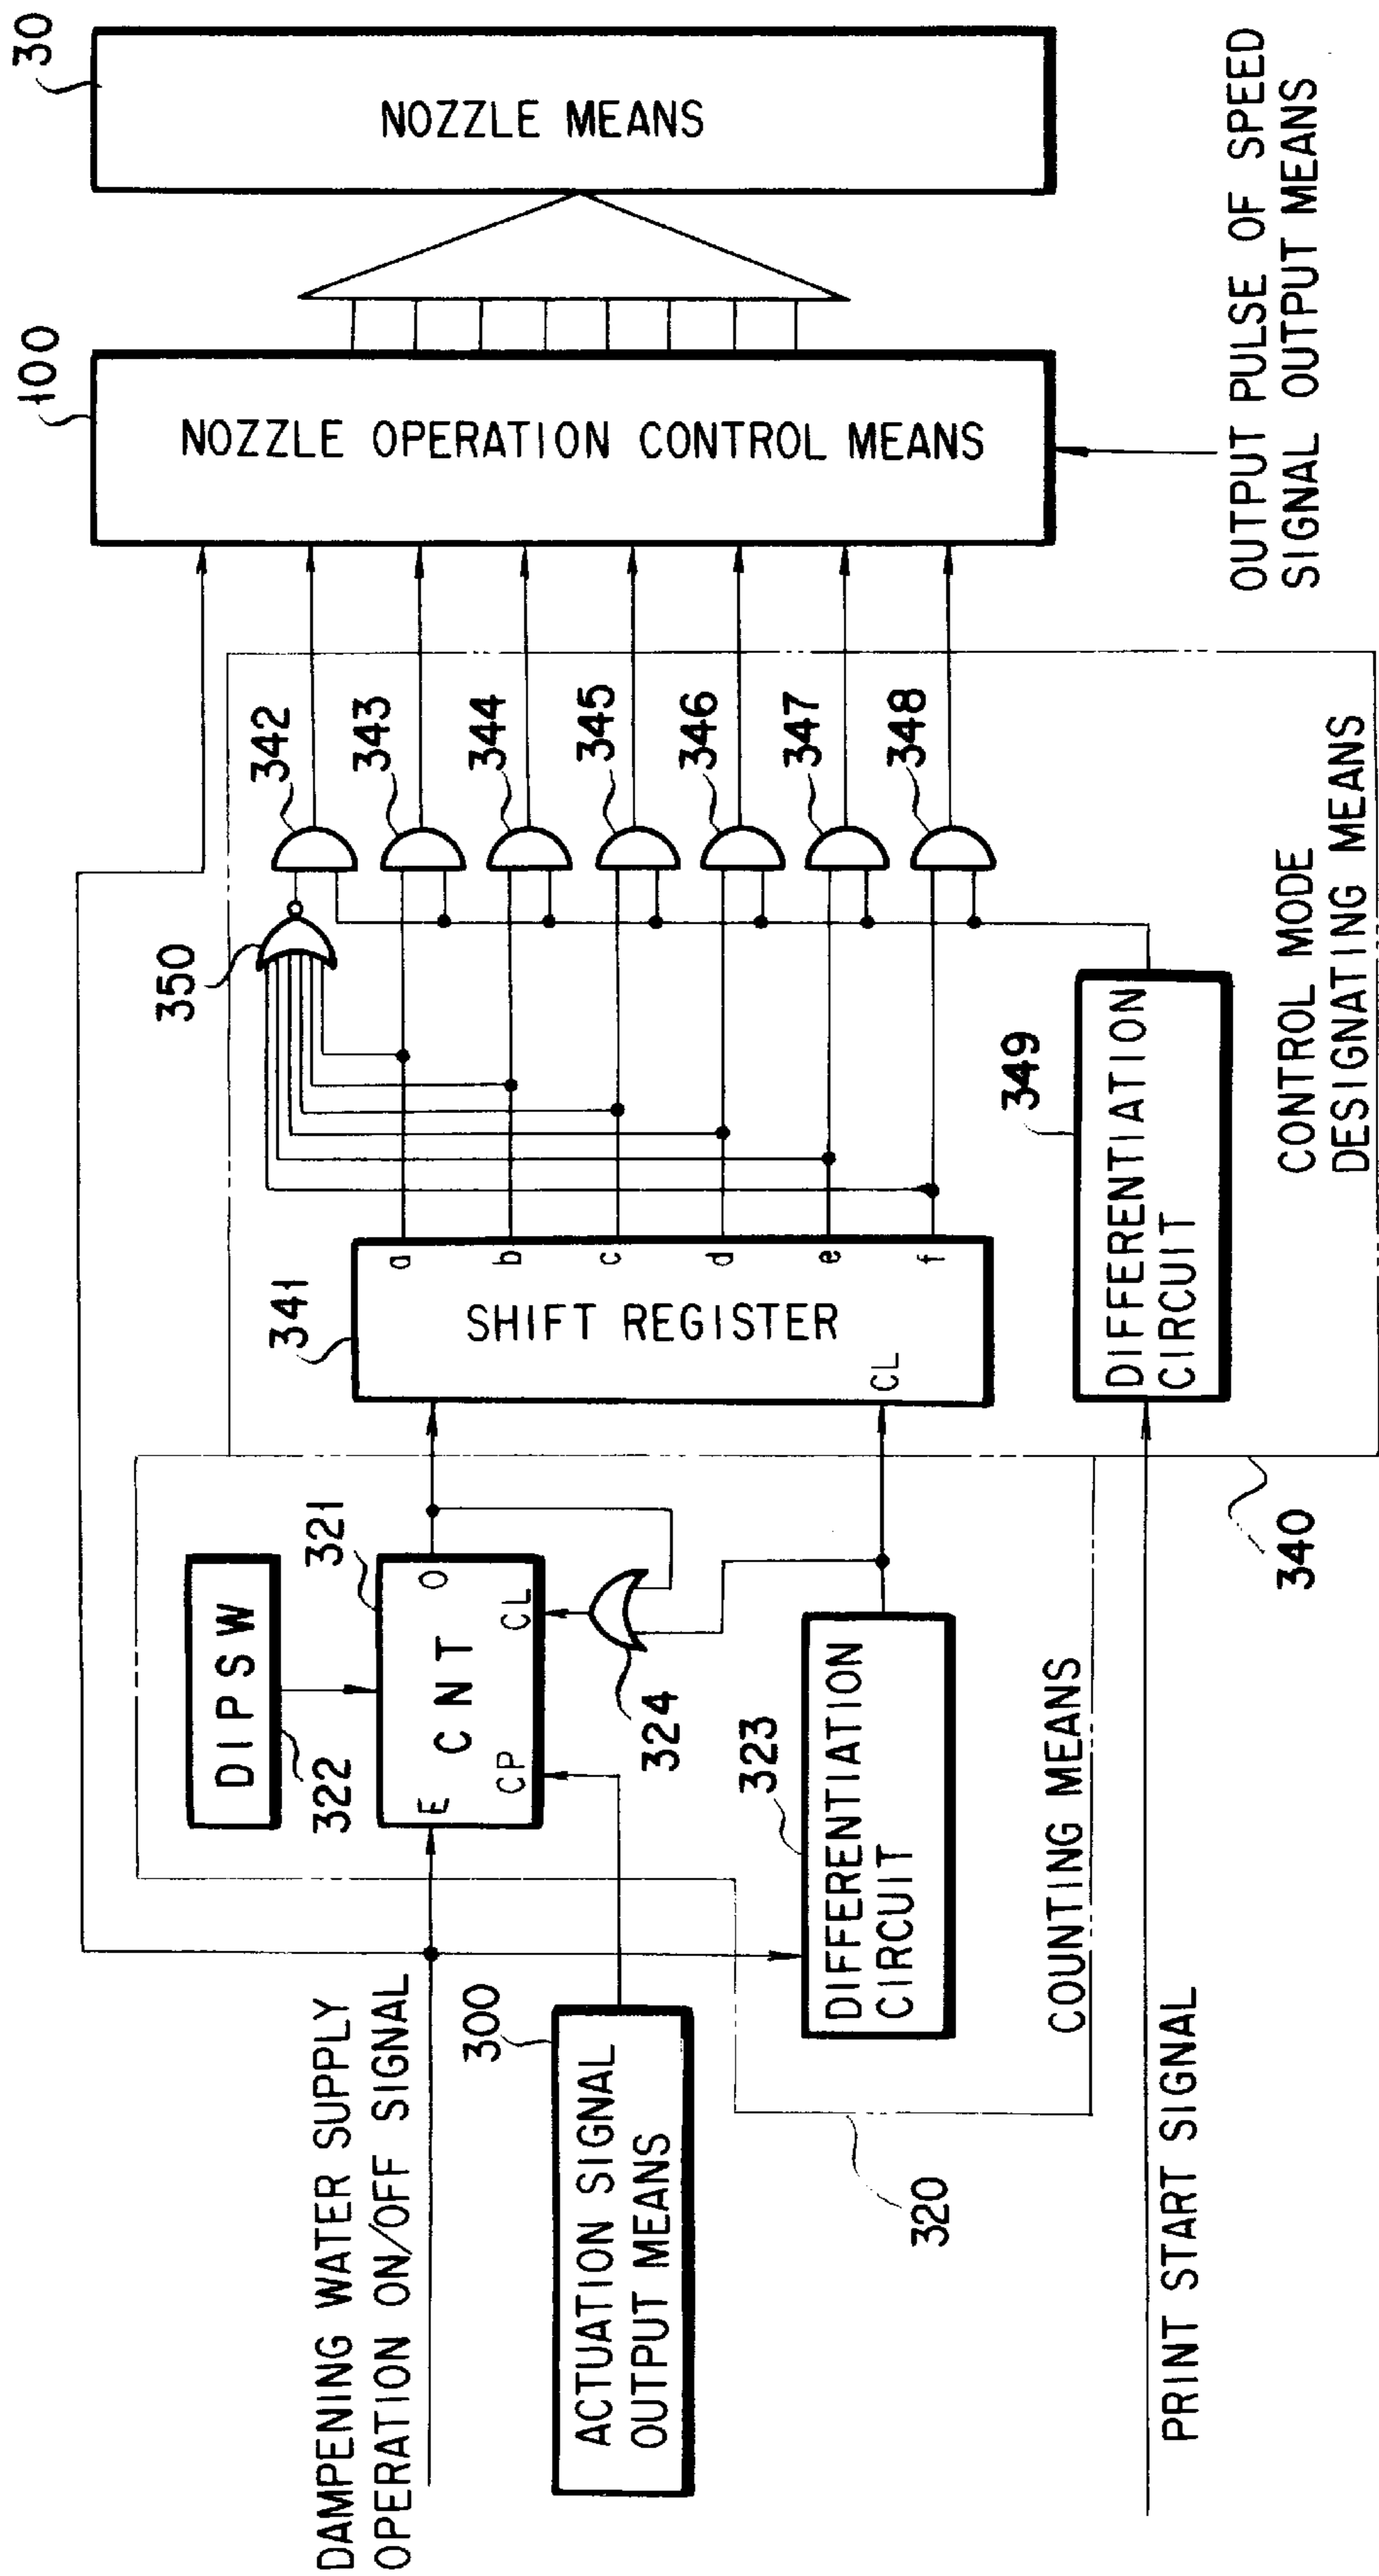 DAMPENING WATER SUPPLY
OPERATION ON/OFF SIGNAL
300
ACTUATION SIGNAL
OUTPUT MEANS
PRINT START SIGNAL
320
COUNTING MEANS
DIPSW
322
321
E
CNT
O
CP
CL
324
323
DIFFERENTIATION
CIRCUIT
340
341
SHIFT REGISTER
CL
a
b
c
d
e
f
349
DIFFERENTIATION
CIRCUIT
CONTROL MODE
DESIGNATING MEANS
350
342
343
344
345
346
347
348
100
NOZZLE OPERATION CONTROL MEANS
OUTPUT PULSE OF SPEED
SIGNAL OUTPUT MEANS
30
NOZZLE MEANS